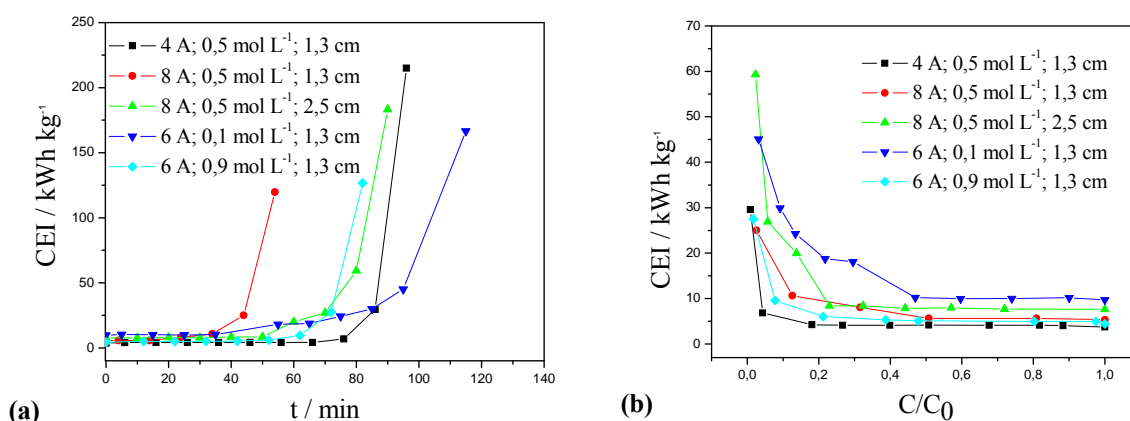 250
200
150
100
50
0
CEI / kWh kg⁻¹
4 A; 0,5 mol L⁻¹; 1,3 cm
8 A; 0,5 mol L⁻¹; 1,3 cm
8 A; 0,5 mol L⁻¹; 2,5 cm
6 A; 0,1 mol L⁻¹; 1,3 cm
6 A; 0,9 mol L⁻¹; 1,3 cm
0 20 40 60 80 100 120 140
t / min
(a)
70
60
50
40
30
20
10
0
CEI / kWh kg⁻¹
4 A; 0,5 mol L⁻¹; 1,3 cm
8 A; 0,5 mol L⁻¹; 1,3 cm
8 A; 0,5 mol L⁻¹; 2,5 cm
6 A; 0,1 mol L⁻¹; 1,3 cm
6 A; 0,9 mol L⁻¹; 1,3 cm
0,0 0,2 0,4 0,6 0,8 1,0
C/C₀
(b)